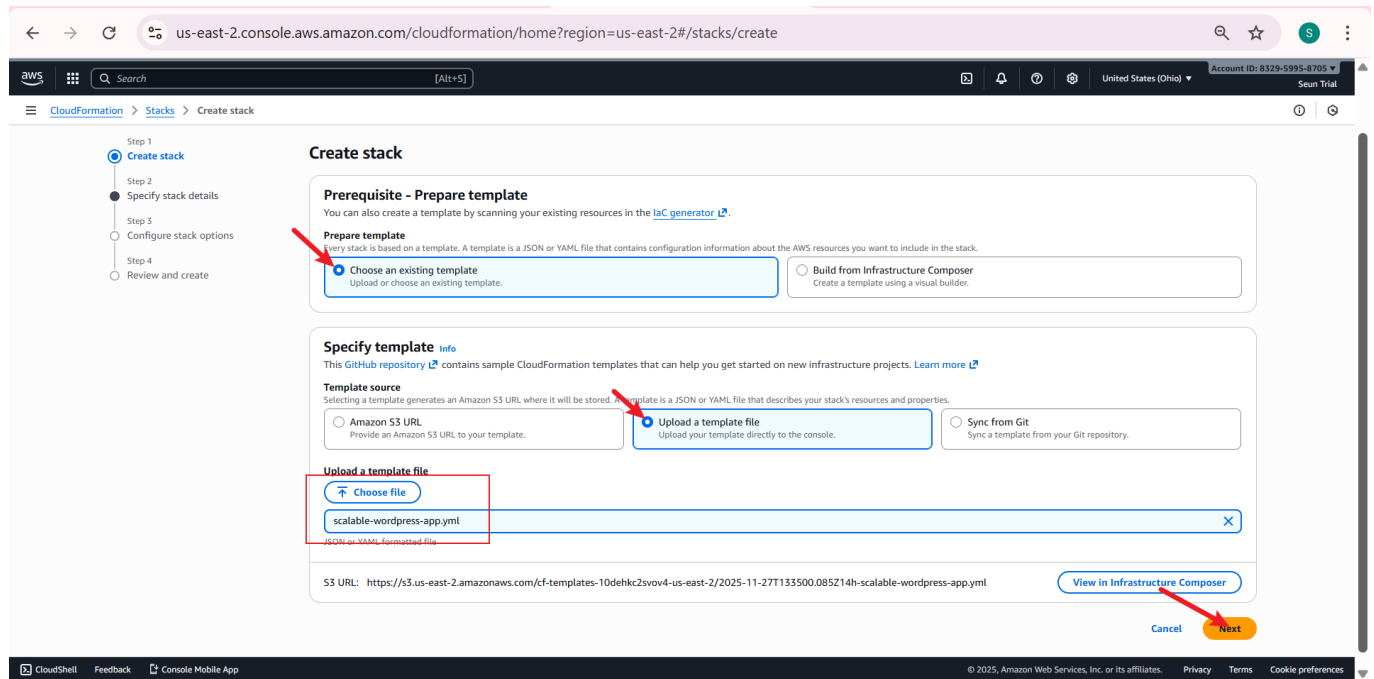 us-east-2.console.aws.amazon.com/cloudformation/home?region=us-east-2#/stacks/create
S
aws
Search
[Alt+S]
United States (Ohio) ▼
Account ID: 8329-5995-8705 ▼
Seun Trial
CloudFormation > Stacks > Create stack
Step 1
Create stack
Step 2
Specify stack details
Step 3
Configure stack options
Step 4
Review and create
Create stack
Prerequisite - Prepare template
You can also create a template by scanning your existing resources in the IaC generator.
Prepare template
Every stack is based on a template. A template is a JSON or YAML file that contains configuration information about the AWS resources you want to include in the stack.
Choose an existing template
Upload or choose an existing template.
Build from Infrastructure Composer
Create a template using a visual builder.
Specify template Info
This GitHub repository contains sample CloudFormation templates that can help you get started on new infrastructure projects. Learn more
Template source
Selecting a template generates an Amazon S3 URL where it will be stored. A template is a JSON or YAML file that describes your stack's resources and properties.
Amazon S3 URL
Provide an Amazon S3 URL to your template.
Upload a template file
Upload your template directly to the console.
Sync from Git
Sync a template from your Git repository.
Upload a template file
Choose file
scalable-wordpress-app.yml
JSON or YAML formatted file
S3 URL: https://s3.us-east-2.amazonaws.com/cf-templates-10dehkc2svov4-us-east-2/2025-11-27T133500.085Z14h-scalable-wordpress-app.yml
View in Infrastructure Composer
Cancel
Next
CloudShell Feedback Console Mobile App
© 2025, Amazon Web Services, Inc. or its affiliates. Privacy Terms Cookie preferences